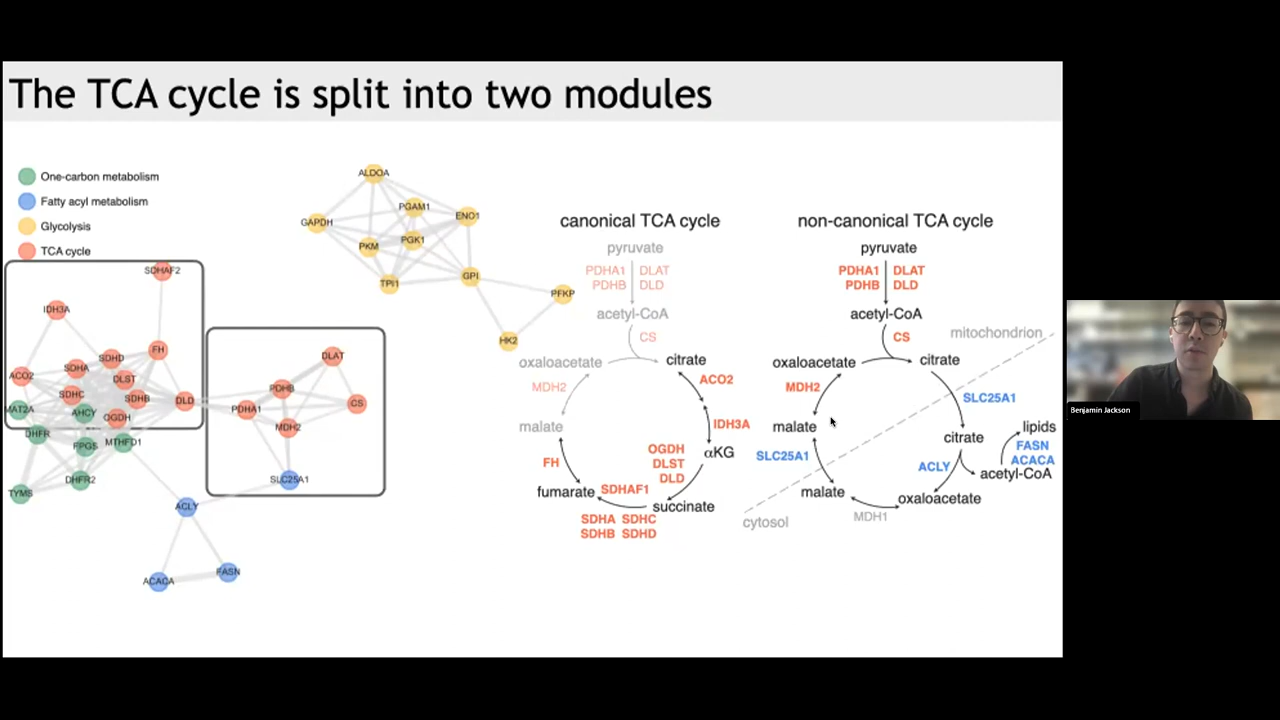 The TCA cycle is split into two modules
One-carbon metabolism
Fatty acyl metabolism
Glycolysis
TCA cycle
ALDOA
PGAM1
GAPDH
ENO1
PKM
PGK1
TPI1
GPI
PFKP
HK2
SDHAF2
IDH3A
FH
SDHD
SDHA
ACO2
DLST
SDHC
SDHB
DLD
MAT2A
AHCY
OGDH
DHFR
FPGS
MTHFD1
DHFR2
TYMS
DLAT
PDHB
PDHA1
CS
MDH2
SLC25A1
ACLY
ACACA
FASN
canonical TCA cycle
pyruvate
PDHA1 DLAT
PDHB DLD
acetyl-CoA
CS
oxaloacetate
citrate
MDH2
ACO2
malate
IDH3A
αKG
OGDH
DLST
DLD
FH
fumarate
SDHAF1
succinate
SDHA SDHC
SDHB SDHD
non-canonical TCA cycle
pyruvate
PDHA1 DLAT
PDHB DLD
acetyl-CoA
CS
mitochondrion
oxaloacetate
citrate
MDH2
SLC25A1
malate
citrate
lipids
FASN
ACACA
SLC25A1
ACLY
acetyl-CoA
malate
oxaloacetate
MDH1
cytosol
Benjamin Jackson